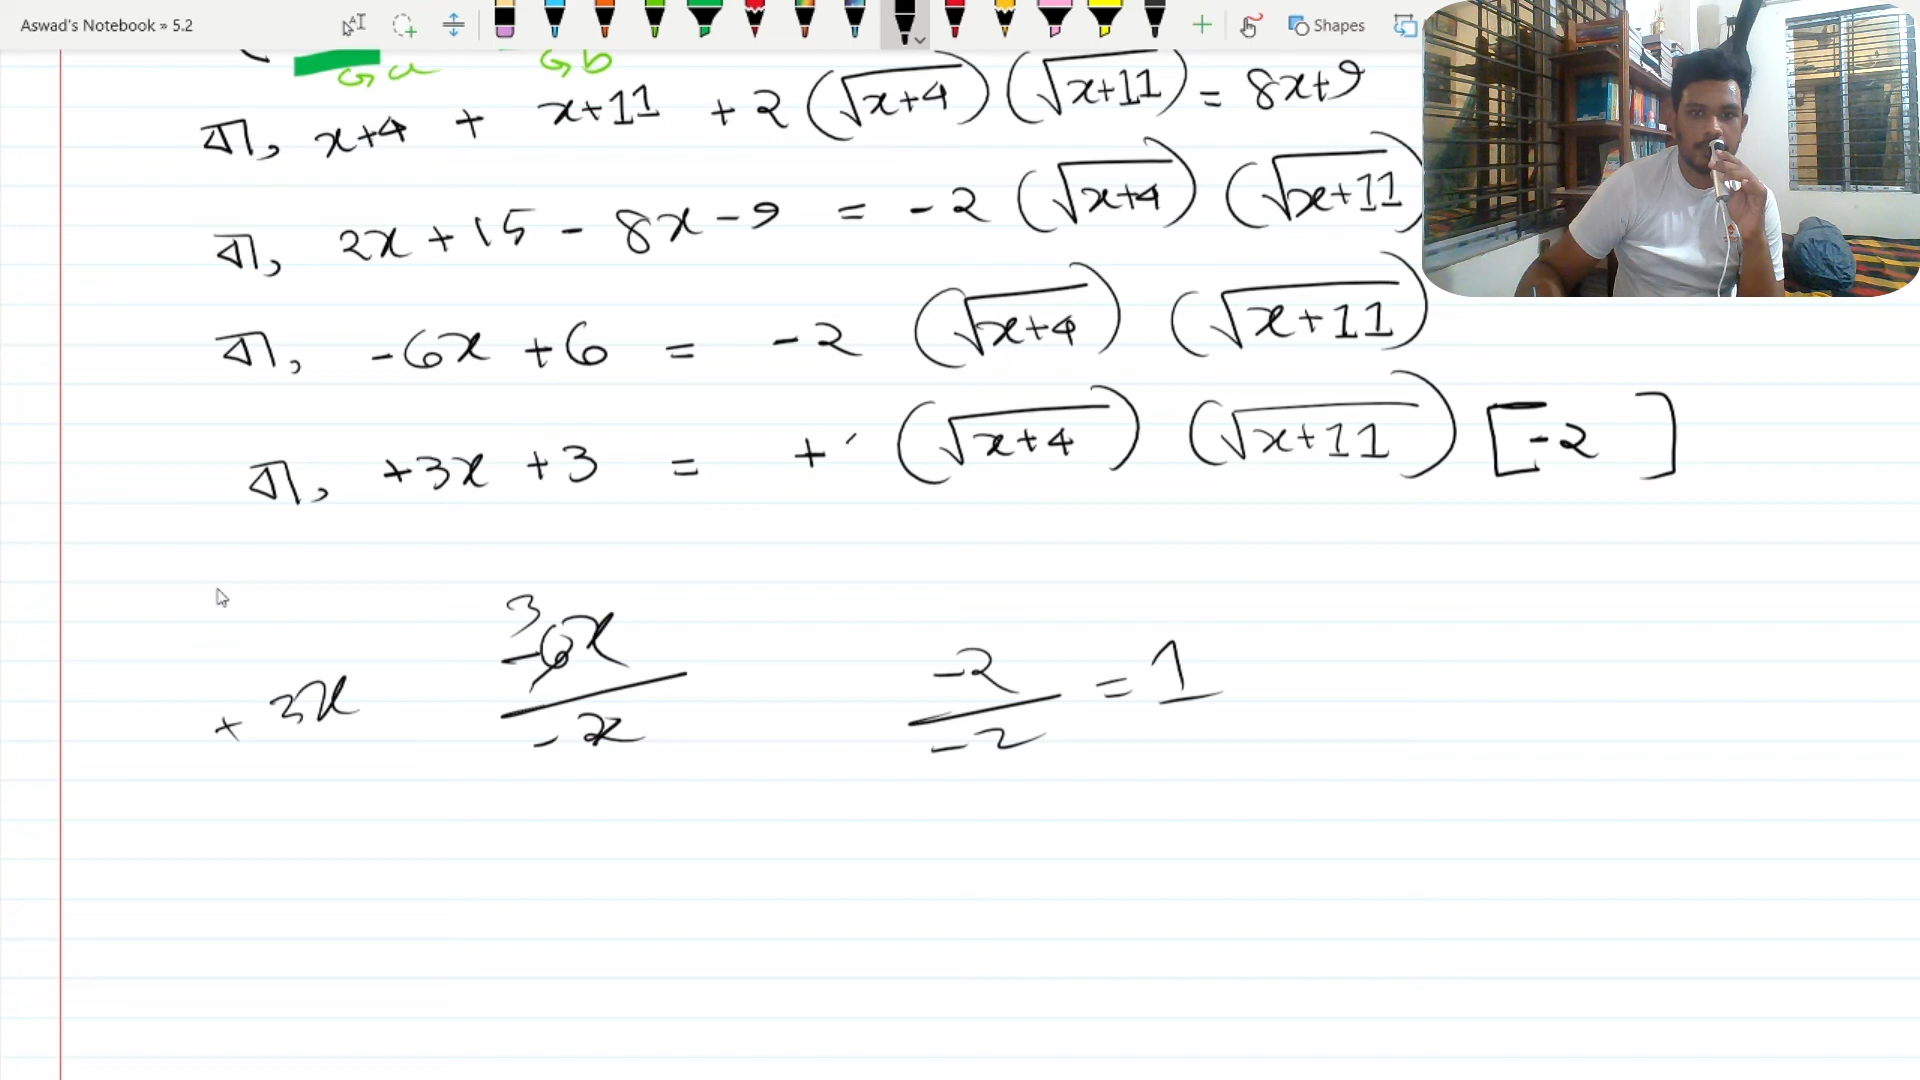 Aswad's Notebook » 5.2
Shapes
a b
বা, x+4 + x+11 +2 (√x+4) (√x+11) = 8x+9
বা, 2x +15 - 8x - 9 = -2 (√x+4) (√x+11)
বা, -6x +6 = -2 (√x+4) (√x+11)
বা, +3x +3 = + (√x+4) (√x+11) [-2 ]
3
-6x
+ 3x
-2
-2
-2
= 1